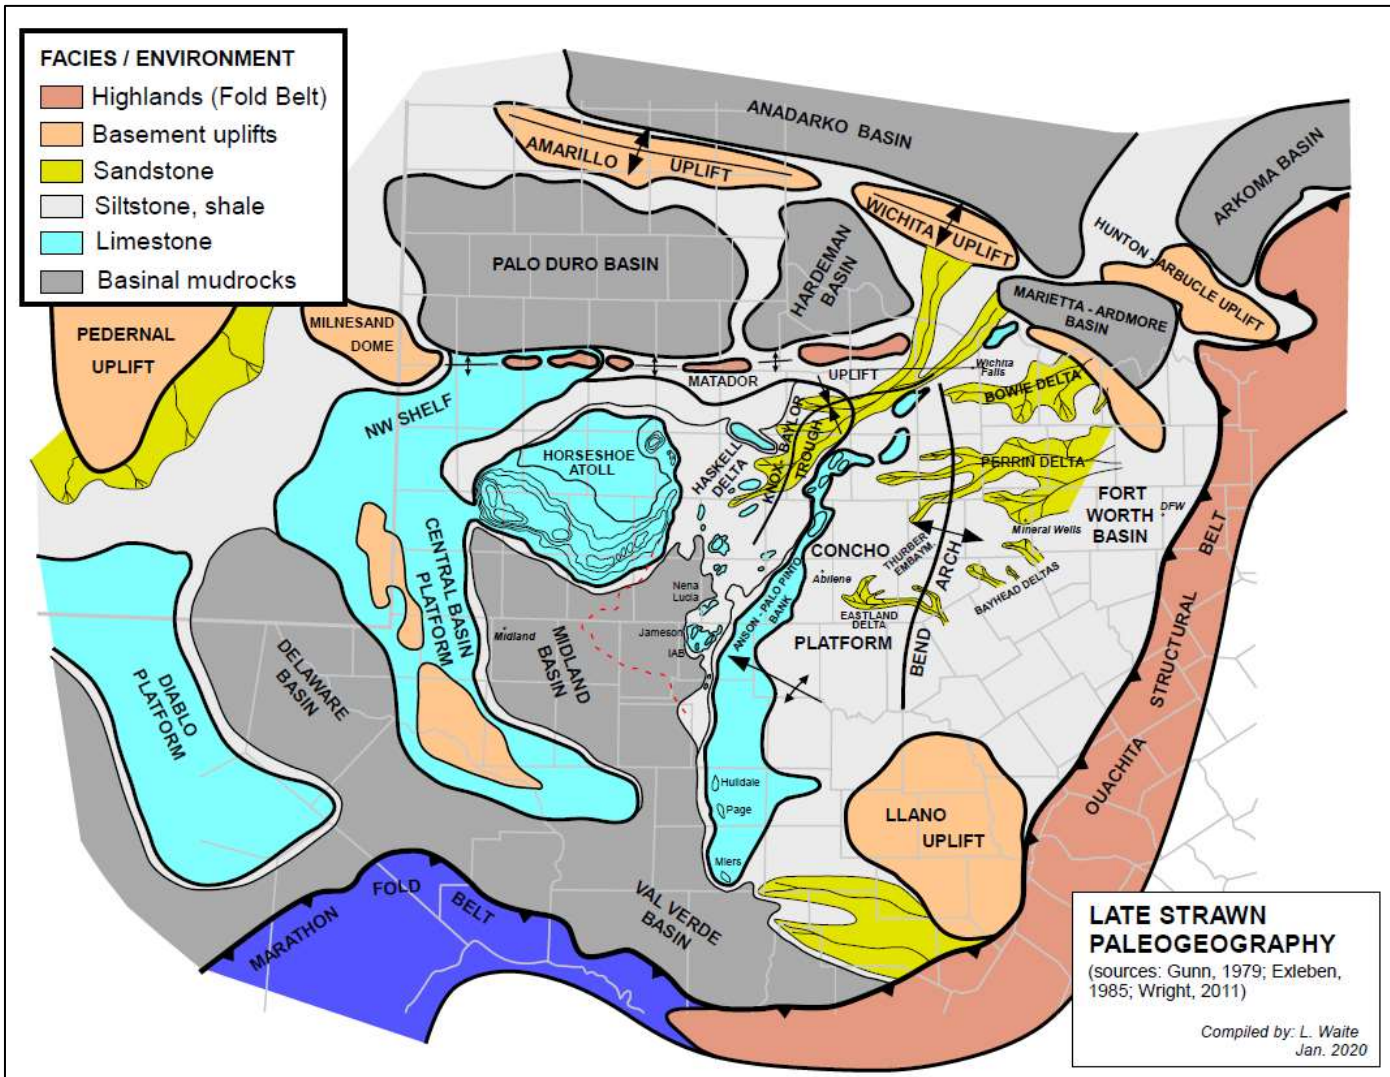 FACIES / ENVIRONMENT
Highlands (Fold Belt)
Basement uplifts
Sandstone
Siltstone, shale
Limestone
Basinal mudrocks
ANADARKO BASIN
AMARILLO UPLIFT
ARKOMA BASIN
WICHITA UPLIFT
HUNTON - ARBUCLE UPLIFT
PALO DURO BASIN
HARDEMAN
BASIN
MARIETTA - ARDMORE
BASIN
PEDERNAL
UPLIFT
MILNESAND
DOME
MATADOR UPLIFT
Wichita
Falls
BOWIE DELTA
NW SHELF
HORSESHOE
ATOLL
HASKELL
DELTA
KNOX- BAYLOR
TROUGH
PERRIN DELTA
FORT
WORTH
BASIN
DFW
Mineral Wells
CENTRAL BASIN
PLATFORM
CONCHO
PLATFORM
Abilene
THURBER
EMBAYM.
BEND ARCH
BAYHEAD DELTAS
EASTLAND
DELTA
ANSON - PALO PINTO
BANK
Nena
Lucia
Jameson
IAB
Midland
MIDLAND
BASIN
DELAWARE
BASIN
DIABLO
PLATFORM
OUACHITA STRUCTURAL BELT
Hulldale
Page
Miers
LLANO
UPLIFT
VAL VERDE
BASIN
MARATHON FOLD BELT
LATE STRAWN
PALEOGEOGRAPHY
(sources: Gunn, 1979; Exleben,
1985; Wright, 2011)
Compiled by: L. Waite
Jan. 2020